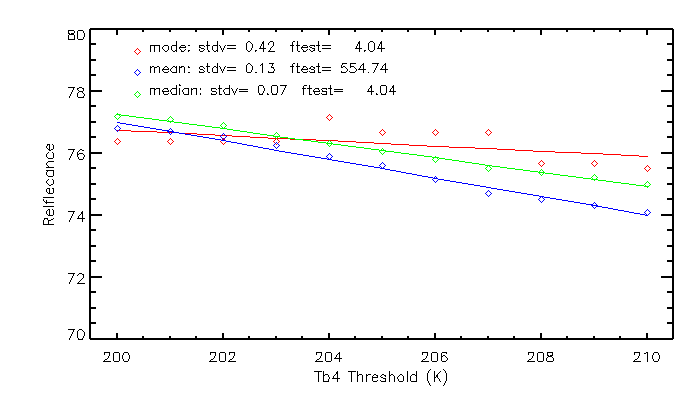 80
mode: stdv= 0.42 ftest= 4.04
mean: stdv= 0.13 ftest= 554.74
median: stdv= 0.07 ftest= 4.04
78
76
74
72
70
Relflecance
200 202 204 206 208 210
Tb4 Threshold (K)